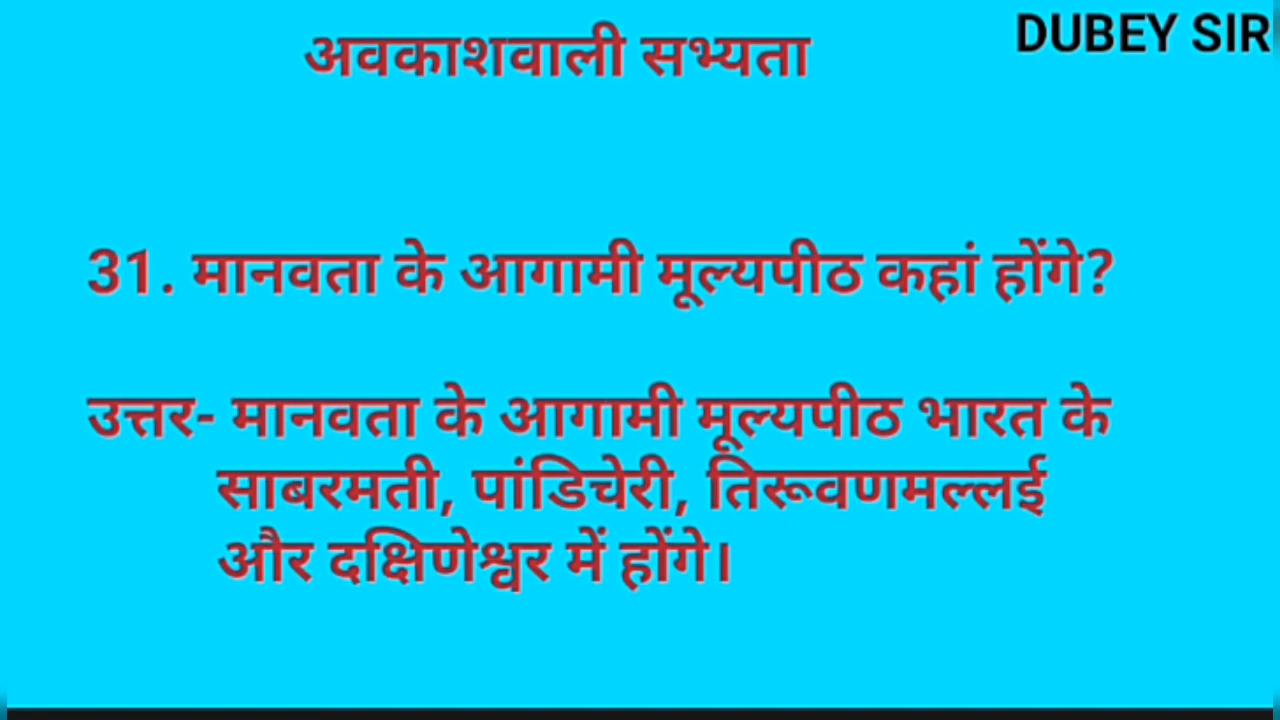 अवकाशवाली सभ्यता
DUBEY SIR
31. मानवता के आगामी मूल्यपीठ कहां होंगे?
उत्तर- मानवता के आगामी मूल्यपीठ भारत के
साबरमती, पांडिचेरी, तिरूवणमल्लई
और दक्षिणेश्वर में होंगे।